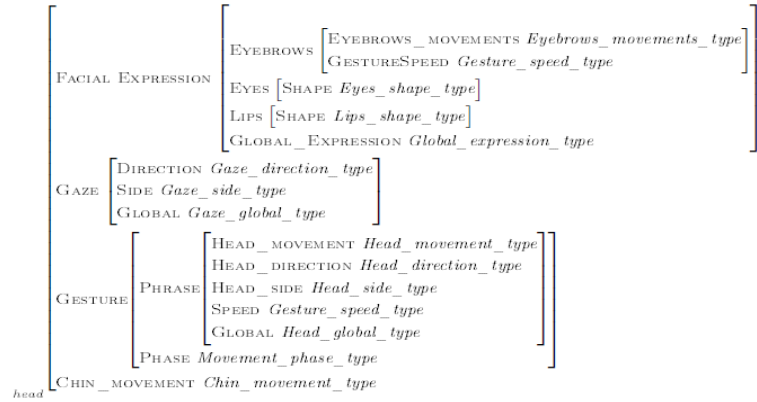 EYEBROWS [EYEBROWS_MOVEMENTS Eyebrows_movements_type
GESTURESPEED Gesture_speed_type]
FACIAL EXPRESSION
EYES [SHAPE Eyes_shape_type]
LIPS [SHAPE Lips_shape_type]
GLOBAL_EXPRESSION Global_expression_type
DIRECTION Gaze_direction_type
GAZE SIDE Gaze_side_type
GLOBAL Gaze_global_type
HEAD_MOVEMENT Head_movement_type
HEAD_DIRECTION Head_direction_type
PHRASE HEAD_SIDE Head_side_type
GESTURE SPEED Gesture_speed_type
GLOBAL Head_global_type
PHASE Movement_phase_type
CHIN_MOVEMENT Chin_movement_type
head